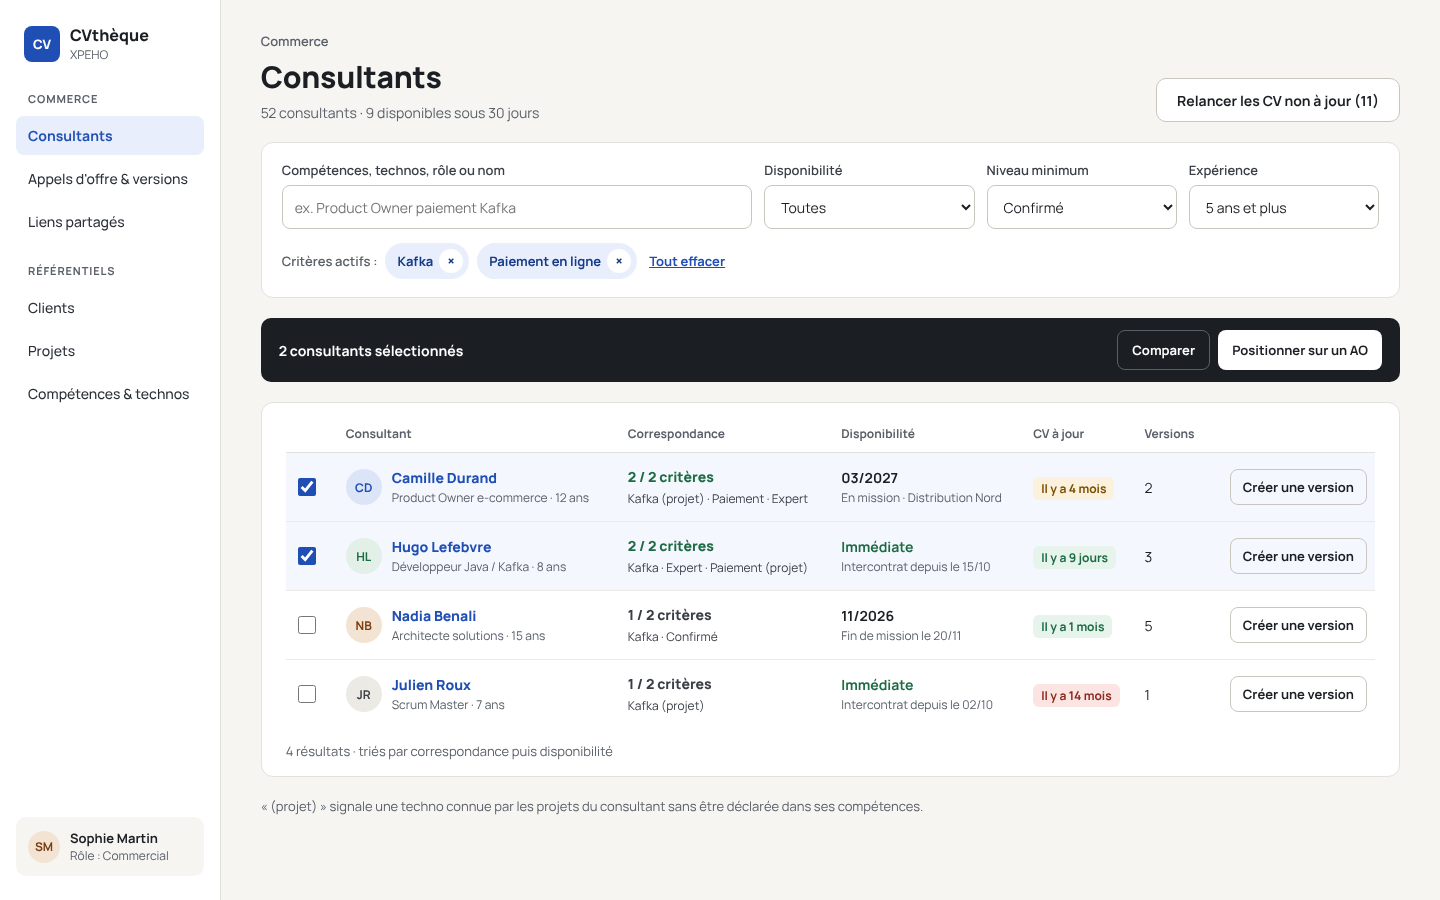 CV
CVthèque
XPEHO
COMMERCE
Consultants
Appels d'offre & versions
Liens partagés
RÉFÉRENTIELS
Clients
Projets
Compétences & technos
SM
Sophie Martin
Rôle : Commercial
Commerce
Consultants
52 consultants · 9 disponibles sous 30 jours
Relancer les CV non à jour (11)
Compétences, technos, rôle ou nom
Disponibilité
Niveau minimum
Expérience
ex. Product Owner paiement Kafka
Toutes
Confirmé
5 ans et plus
Critères actifs :
Kafka ×
Paiement en ligne ×
Tout effacer
2 consultants sélectionnés
Comparer
Positionner sur un AO
Consultant
Correspondance
Disponibilité
CV à jour
Versions
CD
Camille Durand
Product Owner e-commerce · 12 ans
2 / 2 critères
Kafka (projet) · Paiement · Expert
03/2027
En mission · Distribution Nord
Il y a 4 mois
2
Créer une version
HL
Hugo Lefebvre
Développeur Java / Kafka · 8 ans
2 / 2 critères
Kafka · Expert · Paiement (projet)
Immédiate
Intercontrat depuis le 15/10
Il y a 9 jours
3
Créer une version
NB
Nadia Benali
Architecte solutions · 15 ans
1 / 2 critères
Kafka · Confirmé
11/2026
Fin de mission le 20/11
Il y a 1 mois
5
Créer une version
JR
Julien Roux
Scrum Master · 7 ans
1 / 2 critères
Kafka (projet)
Immédiate
Intercontrat depuis le 02/10
Il y a 14 mois
1
Créer une version
4 résultats · triés par correspondance puis disponibilité
« (projet) » signale une techno connue par les projets du consultant sans être déclarée dans ses compétences.